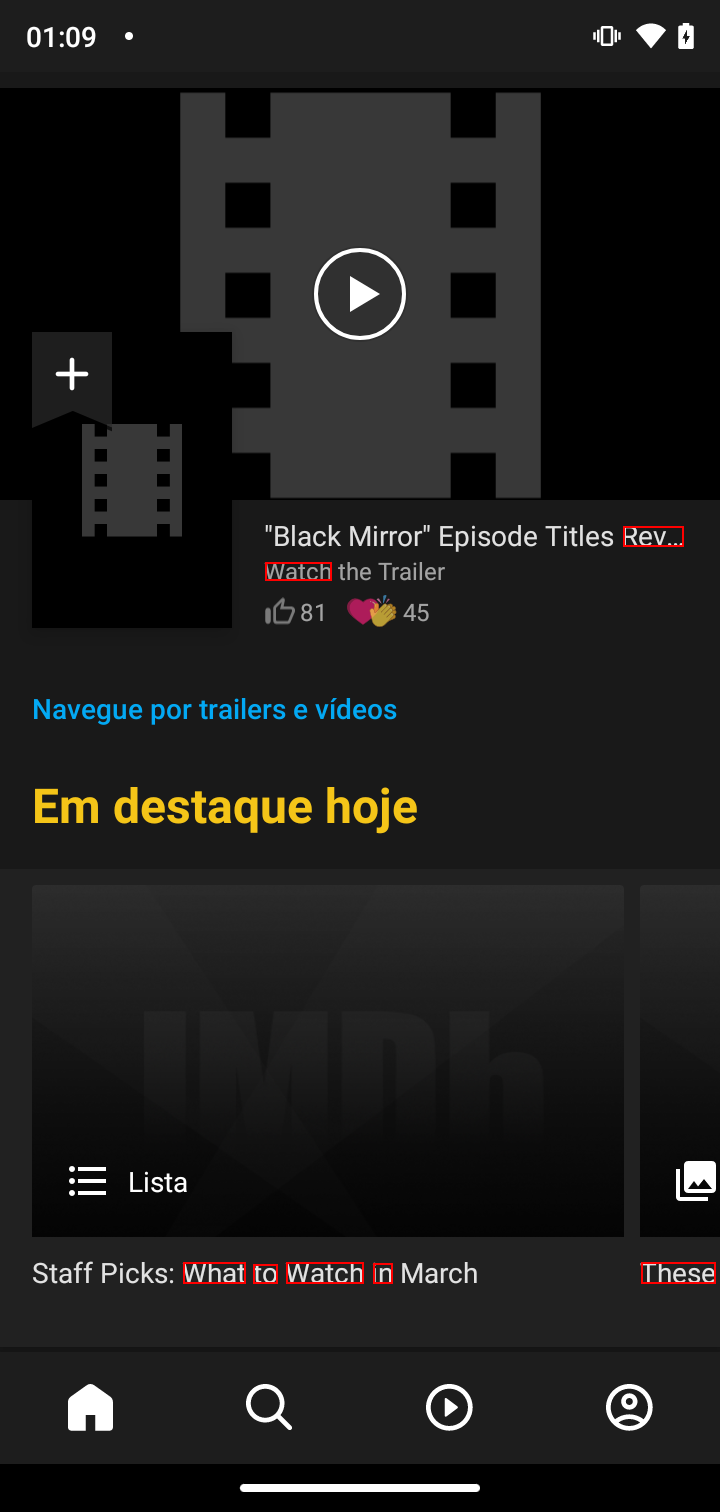 01:09
"Black Mirror" Episode Titles Rev…
Watch the Trailer
81 45
Navegue por trailers e vídeos
Em destaque hoje
IMDb
Lista
Staff Picks: What to Watch in March
These